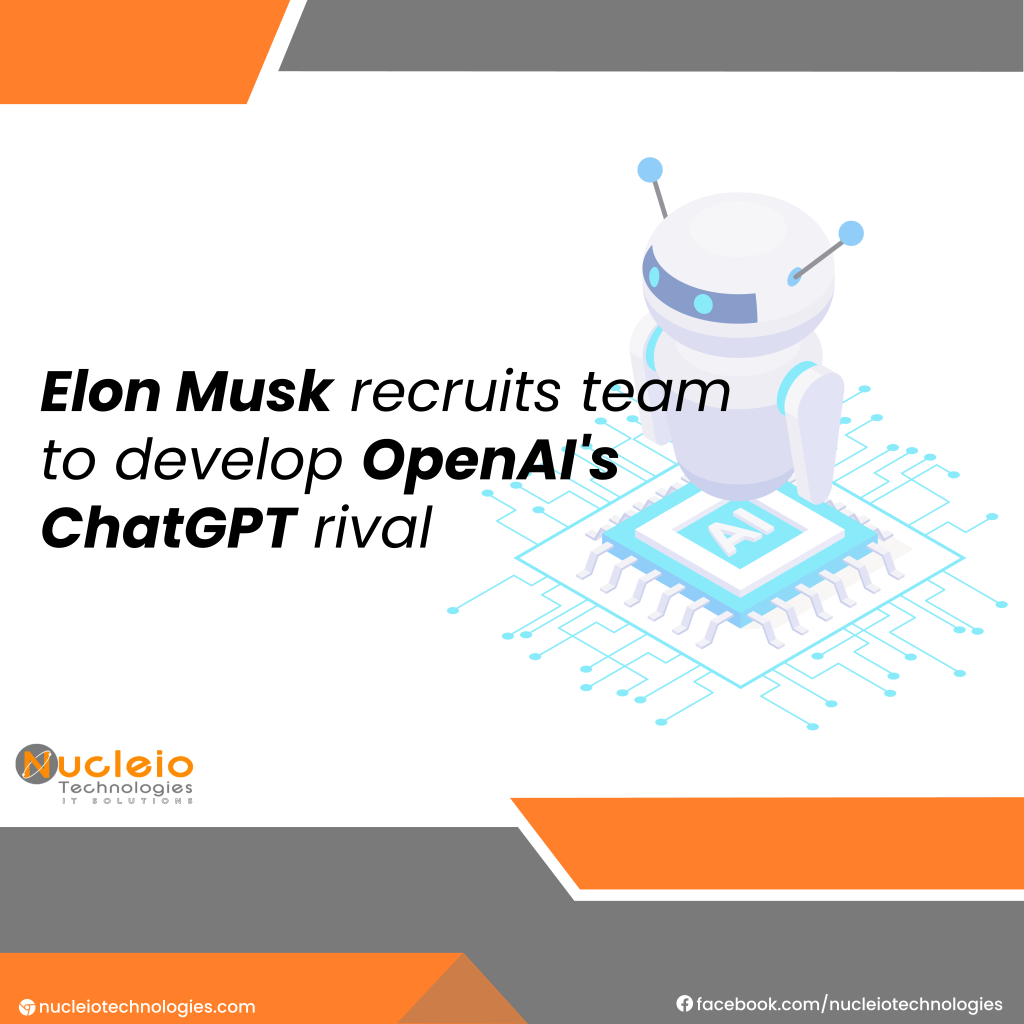 Elon Musk recruits team
to develop OpenAI's
ChatGPT rival
AI
Nucleio
Technologies
IT SOLUTIONS
nucleiotechnologies.com
facebook.com/nucleiotechnologies